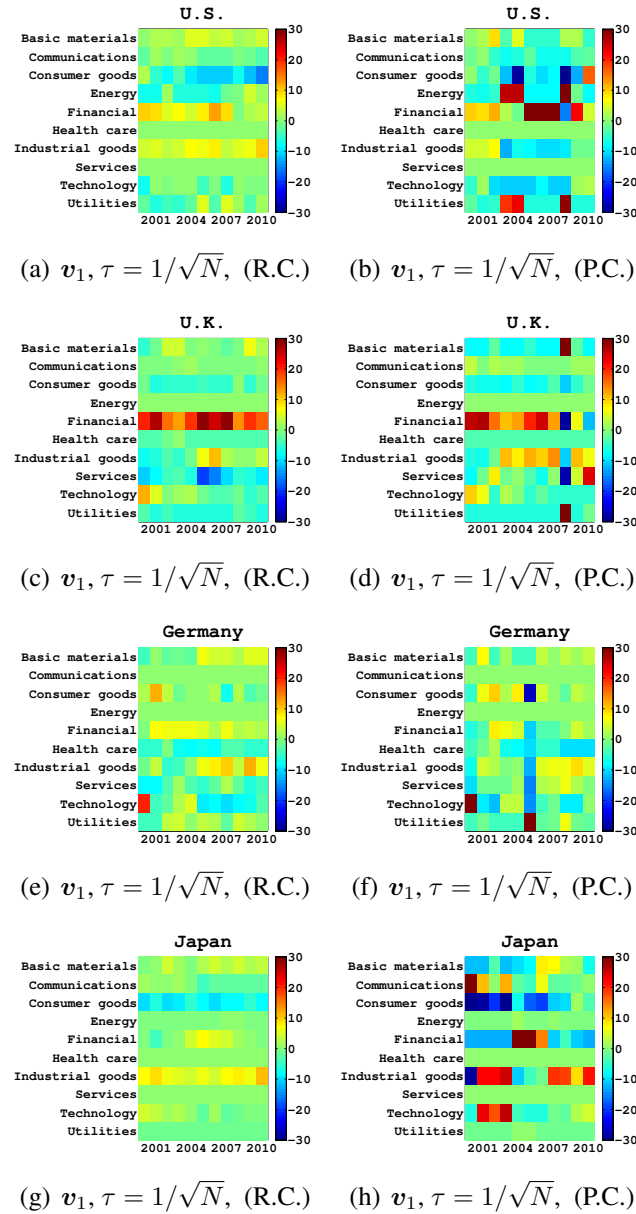 U.S.
Basic materials
Communications
Consumer goods
Energy
Financial
Health care
Industrial goods
Services
Technology
Utilities
2001 2004 2007 2010
30
20
10
0
−10
−20
−30
(a) v₁, τ = 1/√N, (R.C.)
U.S.
Basic materials
Communications
Consumer goods
Energy
Financial
Health care
Industrial goods
Services
Technology
Utilities
2001 2004 2007 2010
30
20
10
0
−10
−20
−30
(b) v₁, τ = 1/√N, (P.C.)
U.K.
Basic materials
Communications
Consumer goods
Energy
Financial
Health care
Industrial goods
Services
Technology
Utilities
2001 2004 2007 2010
30
20
10
0
−10
−20
−30
(c) v₁, τ = 1/√N, (R.C.)
U.K.
Basic materials
Communications
Consumer goods
Energy
Financial
Health care
Industrial goods
Services
Technology
Utilities
2001 2004 2007 2010
30
20
10
0
−10
−20
−30
(d) v₁, τ = 1/√N, (P.C.)
Germany
Basic materials
Communications
Consumer goods
Energy
Financial
Health care
Industrial goods
Services
Technology
Utilities
2001 2004 2007 2010
30
20
10
0
−10
−20
−30
(e) v₁, τ = 1/√N, (R.C.)
Germany
Basic materials
Communications
Consumer goods
Energy
Financial
Health care
Industrial goods
Services
Technology
Utilities
2001 2004 2007 2010
30
20
10
0
−10
−20
−30
(f) v₁, τ = 1/√N, (P.C.)
Japan
Basic materials
Communications
Consumer goods
Energy
Financial
Health care
Industrial goods
Services
Technology
Utilities
2001 2004 2007 2010
30
20
10
0
−10
−20
−30
(g) v₁, τ = 1/√N, (R.C.)
Japan
Basic materials
Communications
Consumer goods
Energy
Financial
Health care
Industrial goods
Services
Technology
Utilities
2001 2004 2007 2010
30
20
10
0
−10
−20
−30
(h) v₁, τ = 1/√N, (P.C.)